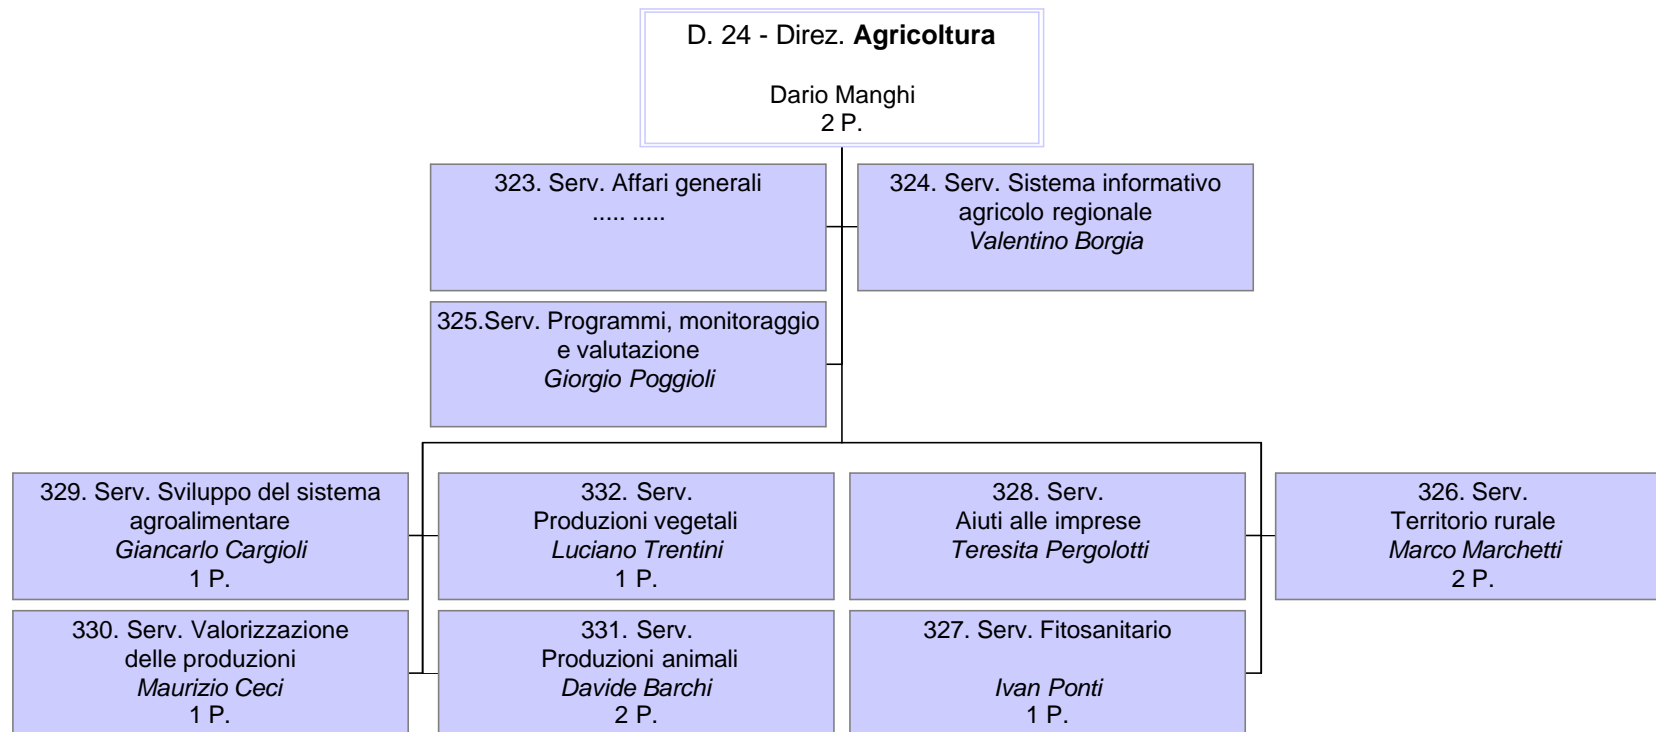 D. 24 - Direz. Agricoltura
Dario Manghi
2 P.
323. Serv. Affari generali
..... .....
324. Serv. Sistema informativo
agricolo regionale
Valentino Borgia
325.Serv. Programmi, monitoraggio
e valutazione
Giorgio Poggioli
329. Serv. Sviluppo del sistema
agroalimentare
Giancarlo Cargioli
1 P.
332. Serv.
Produzioni vegetali
Luciano Trentini
1 P.
328. Serv.
Aiuti alle imprese
Teresita Pergolotti
326. Serv.
Territorio rurale
Marco Marchetti
2 P.
330. Serv. Valorizzazione
delle produzioni
Maurizio Ceci
1 P.
331. Serv.
Produzioni animali
Davide Barchi
2 P.
327. Serv. Fitosanitario
Ivan Ponti
1 P.